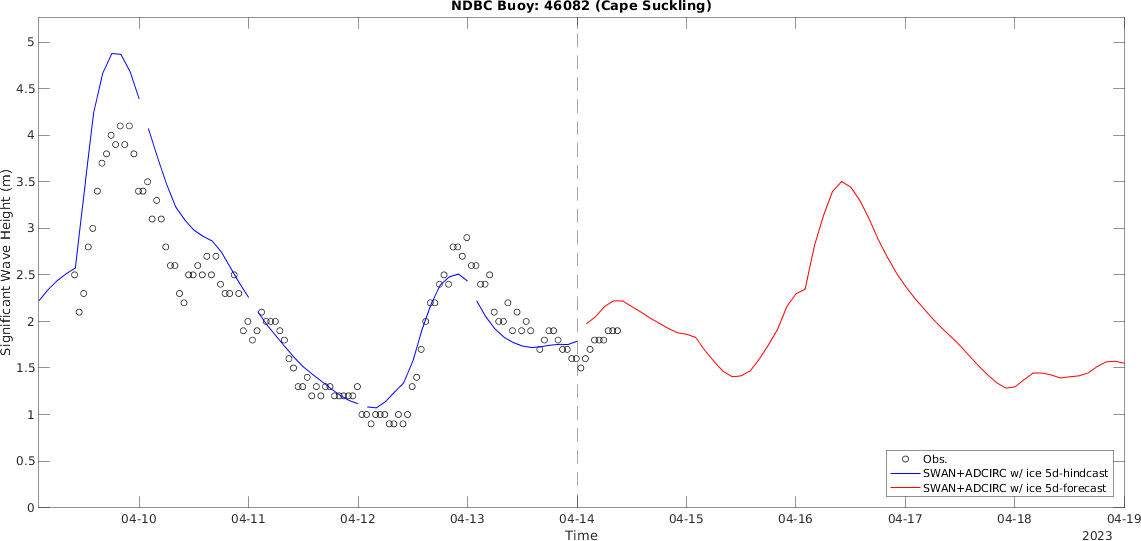 NDBC Buoy: 46082 (Cape Suckling)
Significant Wave Height (m)
5
4.5
4
3.5
3
2.5
2
1.5
1
0.5
0
Obs.
SWAN+ADCIRC w/ ice 5d-hindcast
SWAN+ADCIRC w/ ice 5d-forecast
04-10 04-11 04-12 04-13 04-14 04-15 04-16 04-17 04-18 04-19
Time
2023